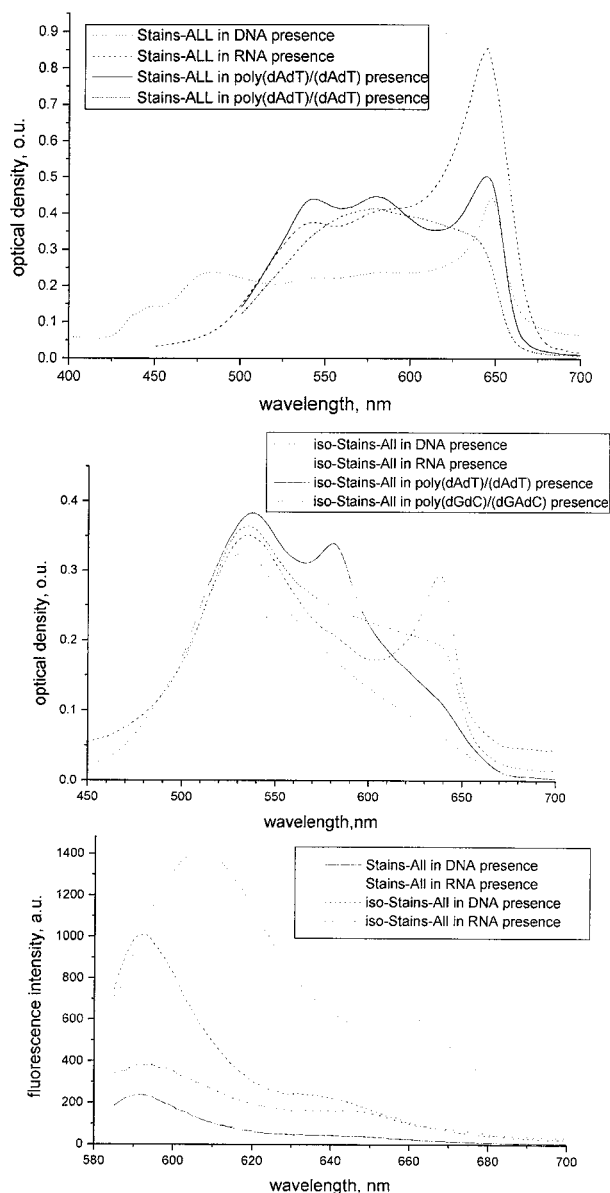 Stains-ALL in DNA presence
Stains-ALL in RNA presence
Stains-ALL in poly(dAdT)/(dAdT) presence
Stains-ALL in poly(dAdT)/(dAdT) presence
optical density, o.u.
0.9
0.8
0.7
0.6
0.5
0.4
0.3
0.2
0.1
0.0
400 450 500 550 600 650 700
wavelength, nm
iso-Stains-All in DNA presence
iso-Stains-All in RNA presence
iso-Stains-All in poly(dAdT)/(dAdT) presence
iso-Stains-All in poly(dGdC)/(dGAdC) presence
optical density, o.u.
0.4
0.3
0.2
0.1
0.0
450 500 550 600 650 700
wavelength,nm
Stains-All in DNA presence
Stains-All in RNA presence
iso-Stains-All in DNA presence
iso-Stains-All in RNA presence
fluorescence intensity, a.u.
1400
1200
1000
800
600
400
200
0
580 600 620 640 660 680 700
wavelength, nm